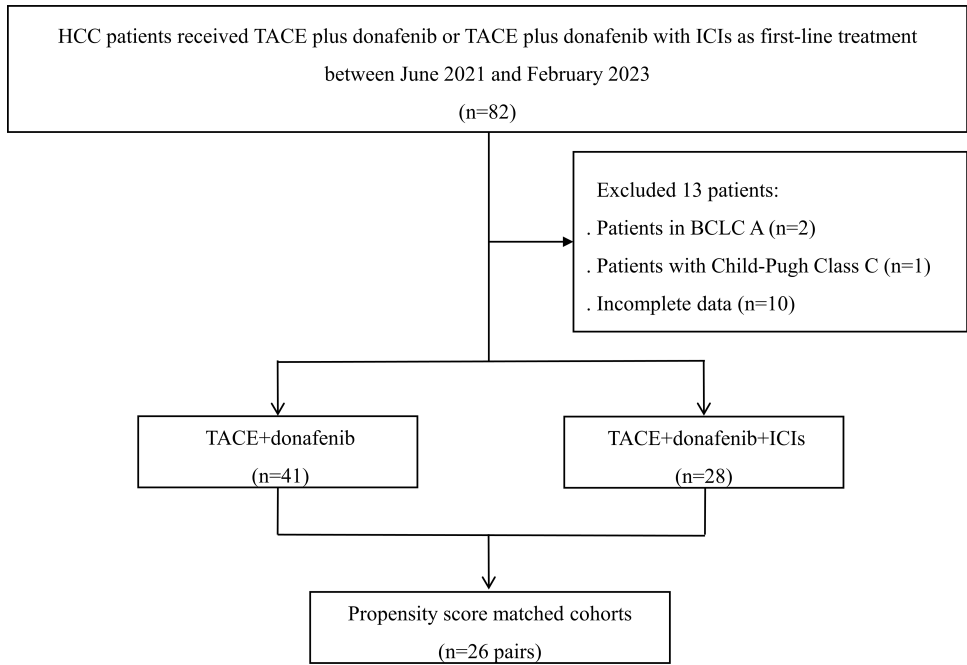 HCC patients received TACE plus donafenib or TACE plus donafenib with ICIs as first-line treatment
between June 2021 and February 2023
(n=82)
Excluded 13 patients:
. Patients in BCLC A (n=2)
. Patients with Child-Pugh Class C (n=1)
. Incomplete data (n=10)
TACE+donafenib
(n=41)
TACE+donafenib+ICIs
(n=28)
Propensity score matched cohorts
(n=26 pairs)